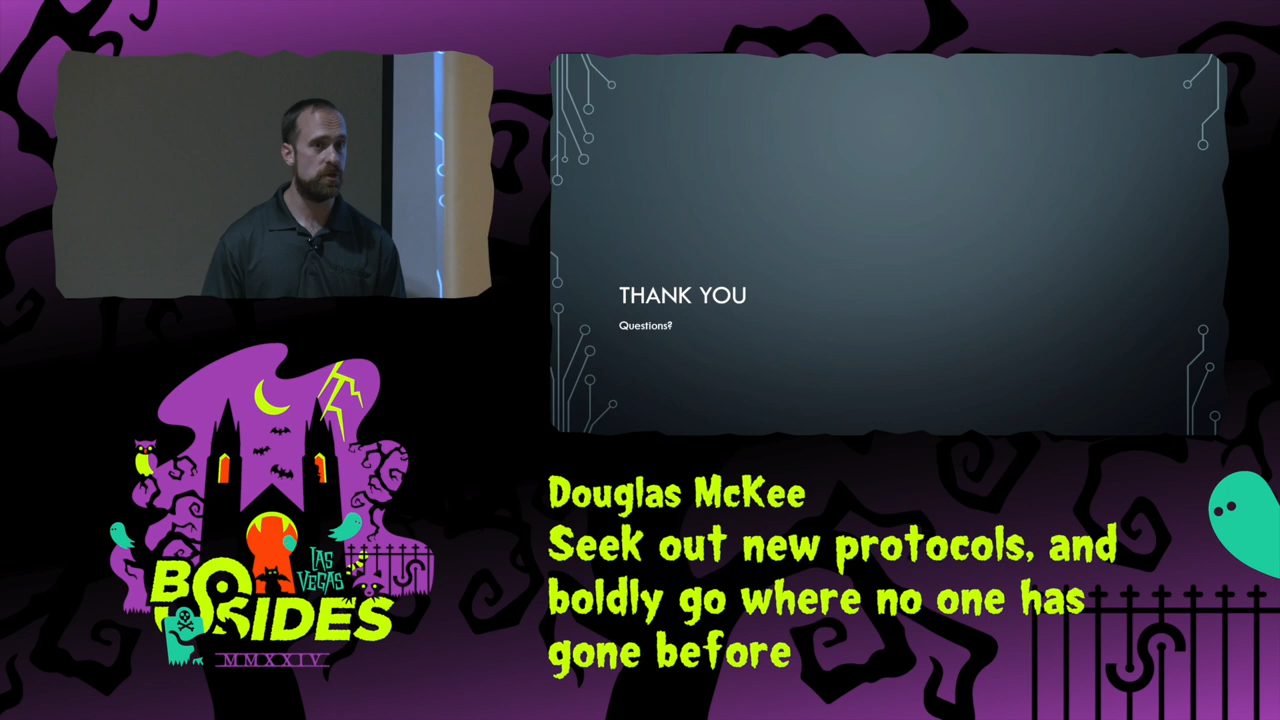 THANK YOU
Questions?
LAS
VEGAS
BSIDES
MMXXIV
Douglas McKee
Seek out new protocols, and
boldly go where no one has
gone before